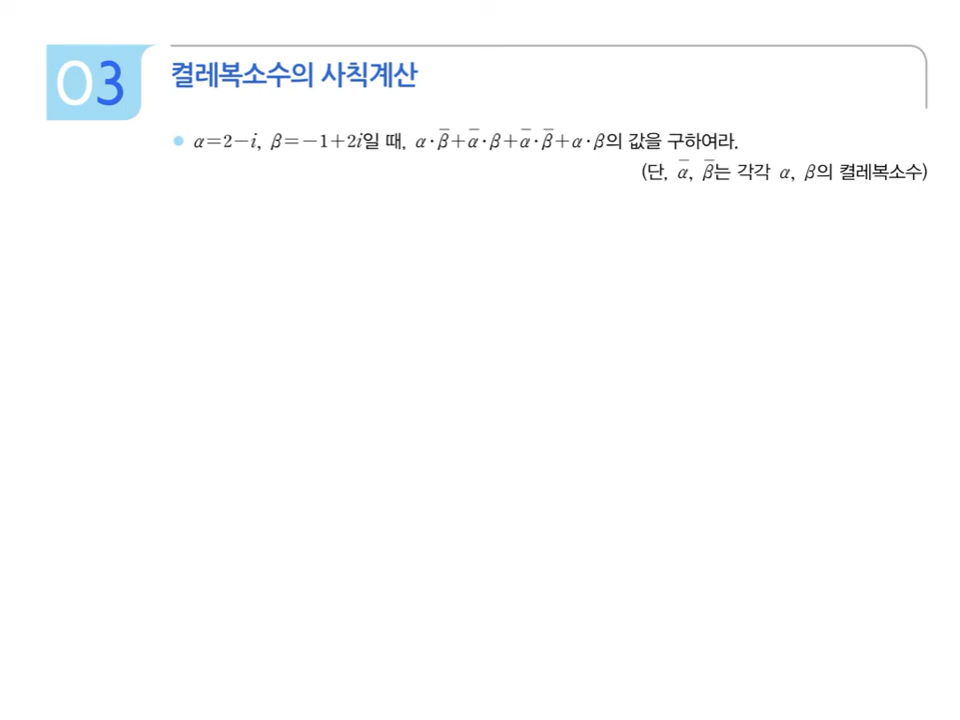 03
켤레복소수의 사칙계산
α=2-i, β=-1+2i일 때, α·β̅+α̅·β+α̅·β̅+α·β의 값을 구하여라.
(단, α̅, β̅는 각각 α, β의 켤레복소수)